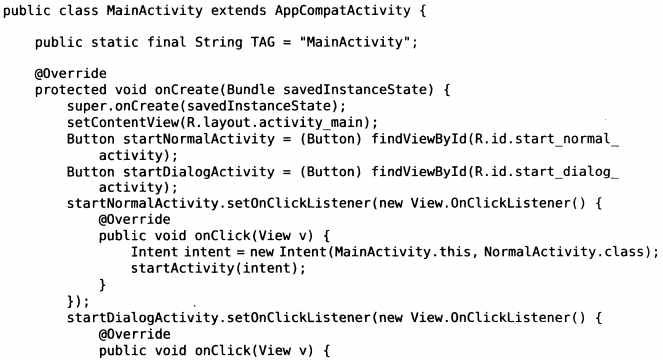 public class MainActivity extends AppCompatActivity {
public static final String TAG = "MainActivity";
@Override
protected void onCreate(Bundle savedInstanceState) {
super.onCreate(savedInstanceState);
setContentView(R.layout.activity_main);
Button startNormalActivity = (Button) findViewById(R.id.start_normal_
activity);
Button startDialogActivity = (Button) findViewById(R.id.start_dialog_
activity);
startNormalActivity.setOnClickListener(new View.OnClickListener() {
@Override
public void onClick(View v) {
Intent intent = new Intent(MainActivity.this, NormalActivity.class);
startActivity(intent);
}
});
startDialogActivity.setOnClickListener(new View.OnClickListener() {
@Override
public void onClick(View v) {